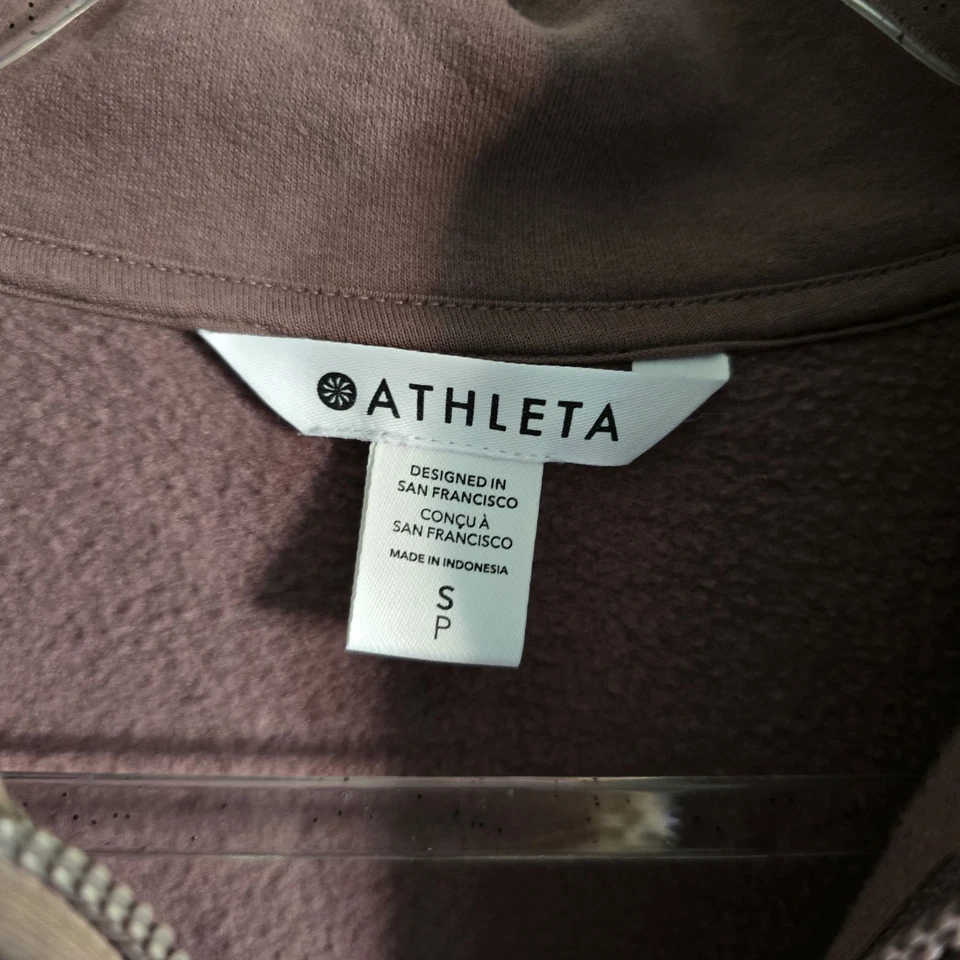 ATHLETA
DESIGNED IN
SAN FRANCISCO
CONÇU À
SAN FRANCISCO
MADE IN INDONESIA
S
P